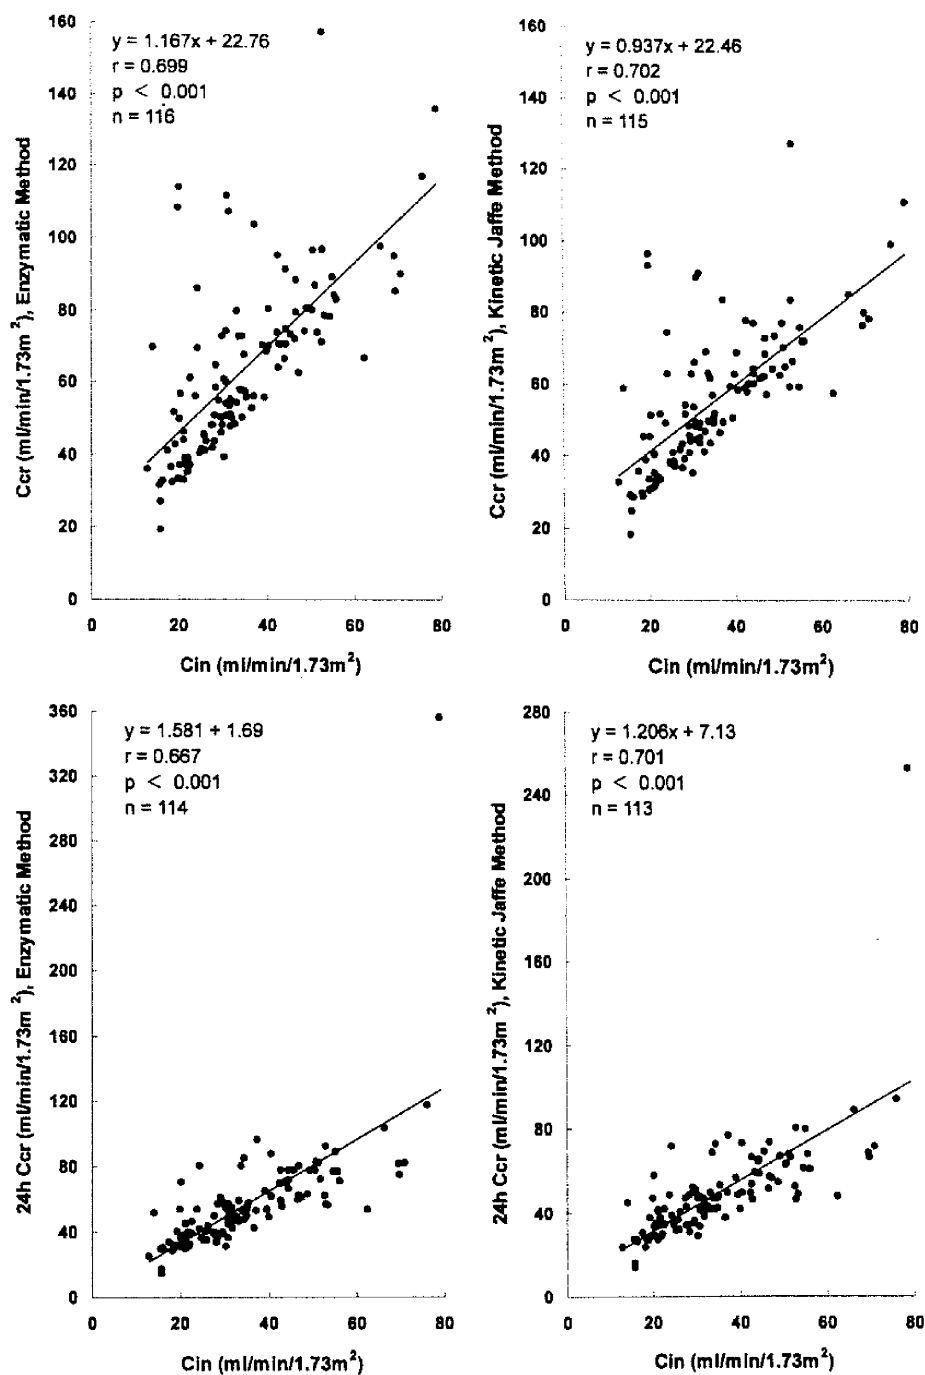 y = 1.167x + 22.76
r = 0.699
p < 0.001
n = 116
160
140
120
100
80
60
40
20
0
0 20 40 60 80
Ccr (ml/min/1.73m²), Enzymatic Method
Cin (ml/min/1.73m²)
y = 0.937x + 22.46
r = 0.702
p < 0.001
n = 115
160
140
120
100
80
60
40
20
0
0 20 40 60 80
Ccr (ml/min/1.73m²), Kinetic Jaffe Method
Cin (ml/min/1.73m²)
y = 1.581 + 1.69
r = 0.667
p < 0.001
n = 114
360
320
280
240
200
160
120
80
40
0
0 20 40 60 80
24h Ccr (ml/min/1.73m²), Enzymatic Method
Cin (ml/min/1.73m²)
y = 1.206x + 7.13
r = 0.701
p < 0.001
n = 113
280
240
200
160
120
80
40
0
0 20 40 60 80
24h Ccr (ml/min/1.73m²), Kinetic Jaffe Method
Cin (ml/min/1.73m²)